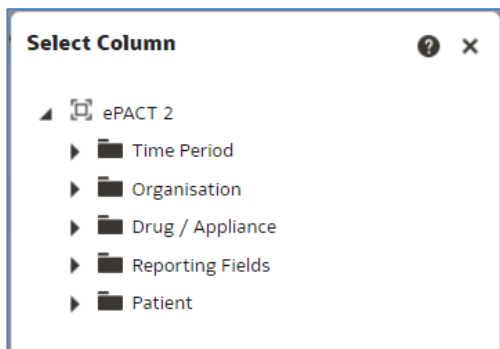 Select Column
ePACT 2
Time Period
Organisation
Drug / Appliance
Reporting Fields
Patient